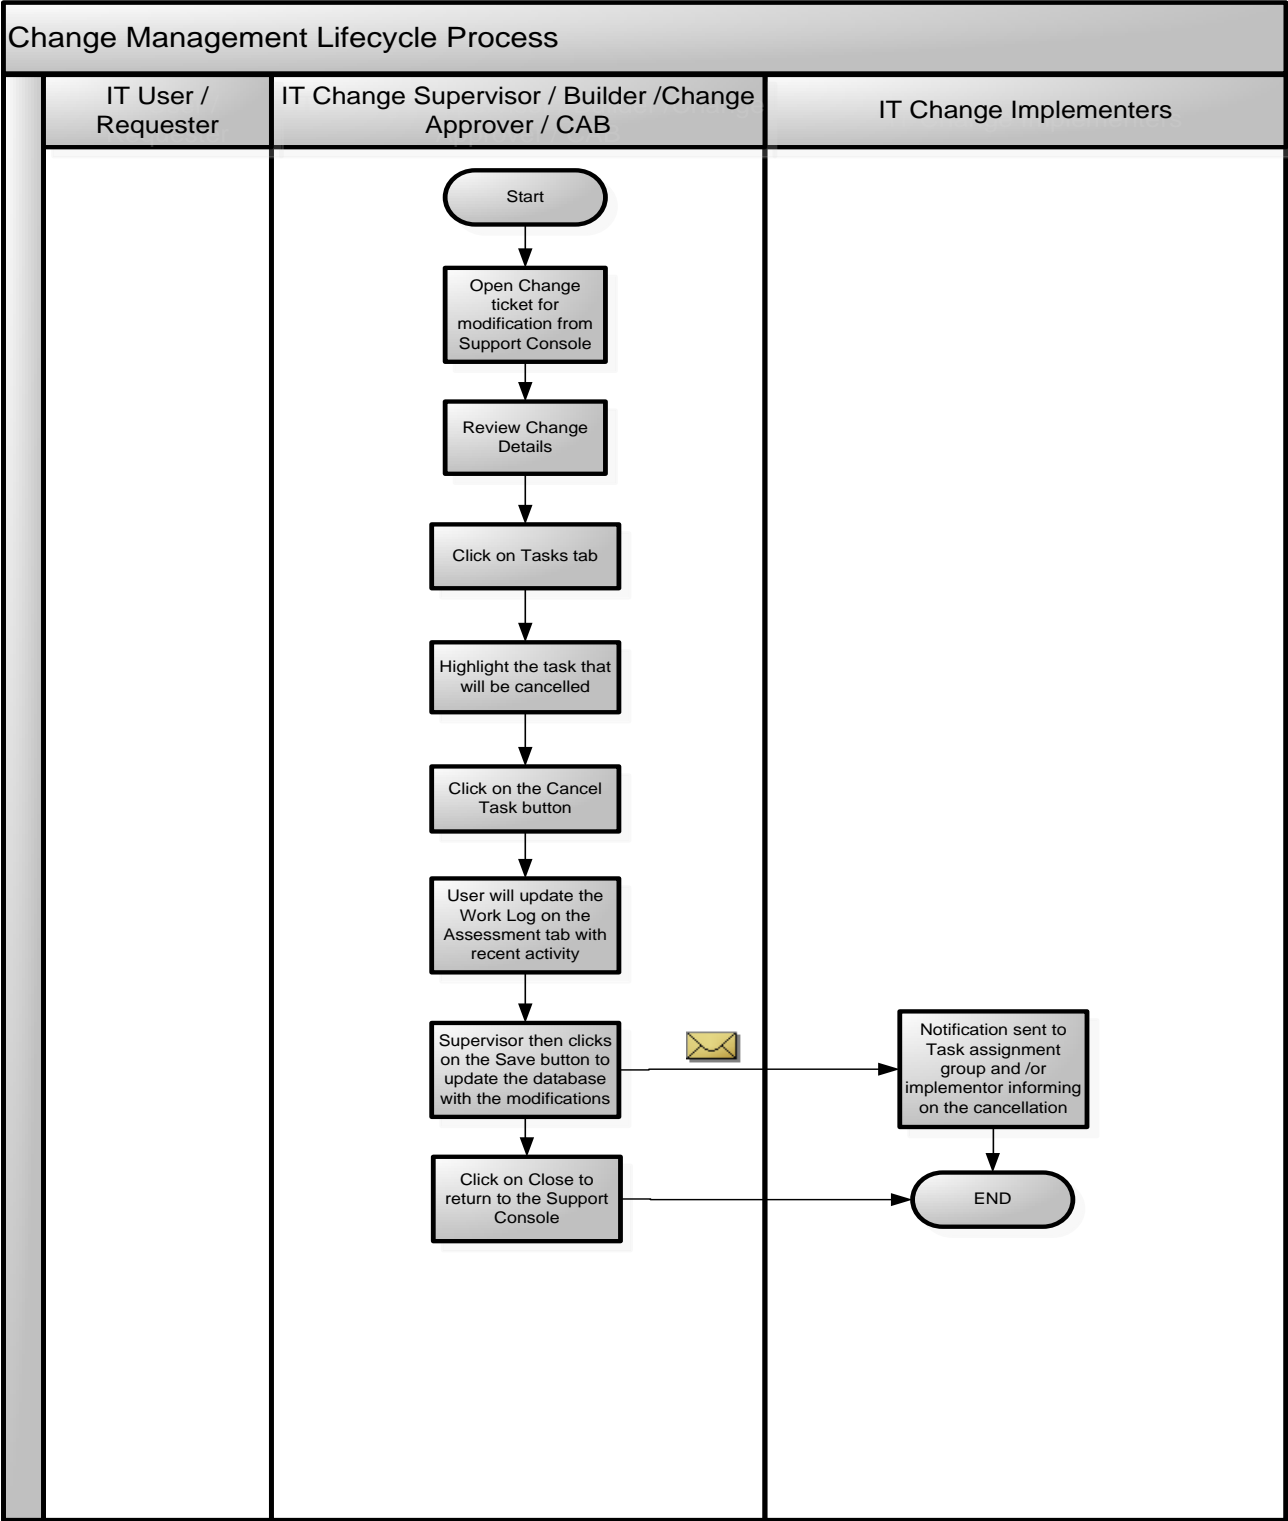 Change Management Lifecycle Process
IT User /
Requester
IT Change Supervisor / Builder /Change
Approver / CAB
IT Change Implementers
Start
Open Change
ticket for
modification from
Support Console
Review Change
Details
Click on Tasks tab
Highlight the task that
will be cancelled
Click on the Cancel
Task button
User will update the
Work Log on the
Assessment tab with
recent activity
Supervisor then clicks
on the Save button to
update the database
with the modifications
Notification sent to
Task assignment
group and /or
implementor informing
on the cancellation
Click on Close to
return to the Support
Console
END